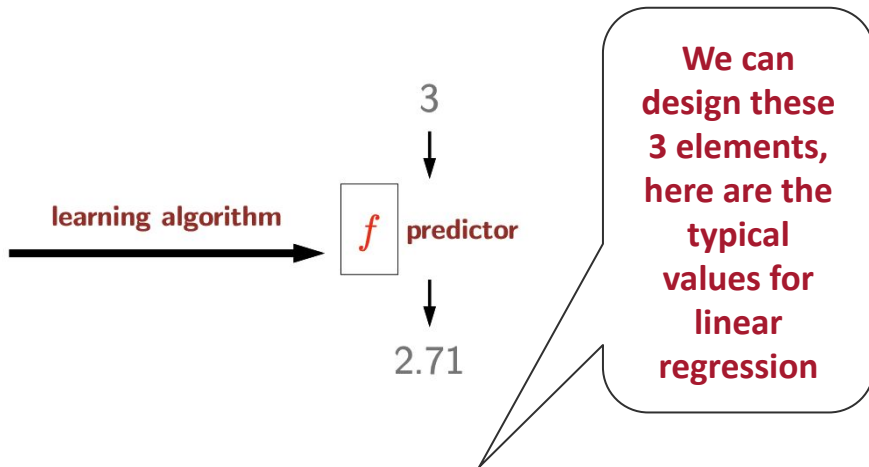 3
learning algorithm
f predictor
2.71
We can
design these
3 elements,
here are the
typical
values for
linear
regression